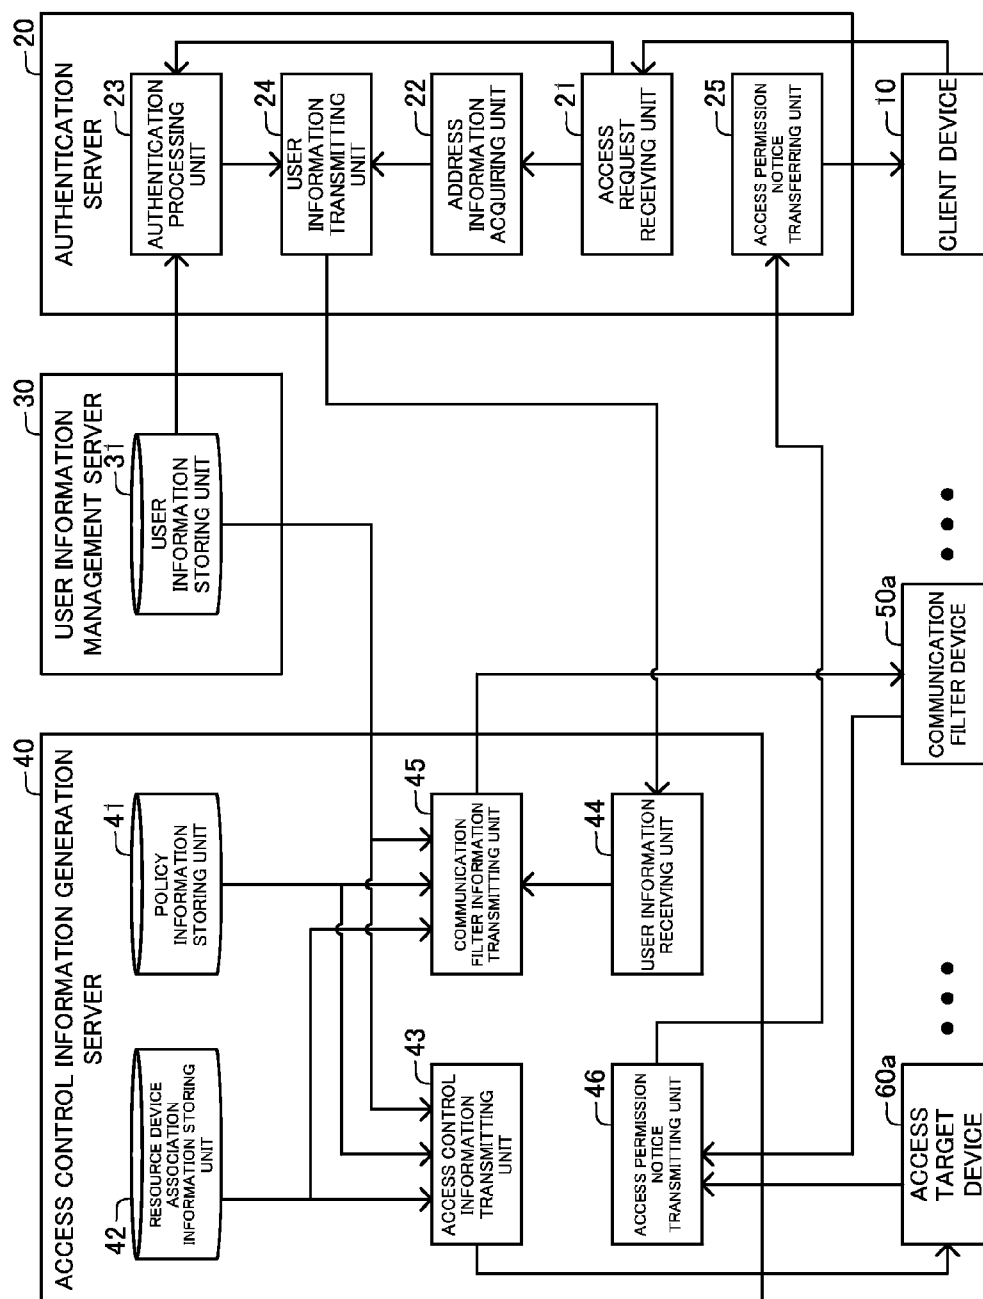 20
AUTHENTICATION
SERVER
23
AUTHENTICATION
PROCESSING
UNIT
24
USER
INFORMATION
TRANSMITTING
UNIT
22
ADDRESS
INFORMATION
ACQUIRING UNIT
21
ACCESS
REQUEST
RECEIVING UNIT
25
ACCESS PERMISSION
NOTICE
TRANSFERRING UNIT
10
CLIENT DEVICE
30
USER INFORMATION
MANAGEMENT SERVER
31
USER
INFORMATION
STORING UNIT
40
ACCESS CONTROL INFORMATION GENERATION
SERVER
41
POLICY
INFORMATION
STORING UNIT
42
RESOURCE DEVICE
ASSOCIATION
INFORMATION STORING
UNIT
45
COMMUNICATION
FILTER INFORMATION
TRANSMITTING UNIT
43
ACCESS CONTROL
INFORMATION
TRANSMITTING
UNIT
44
USER INFORMATION
RECEIVING UNIT
46
ACCESS PERMISSION
NOTICE
TRANSMITTING UNIT
50a
COMMUNICATION
FILTER DEVICE
60a
ACCESS
TARGET
DEVICE